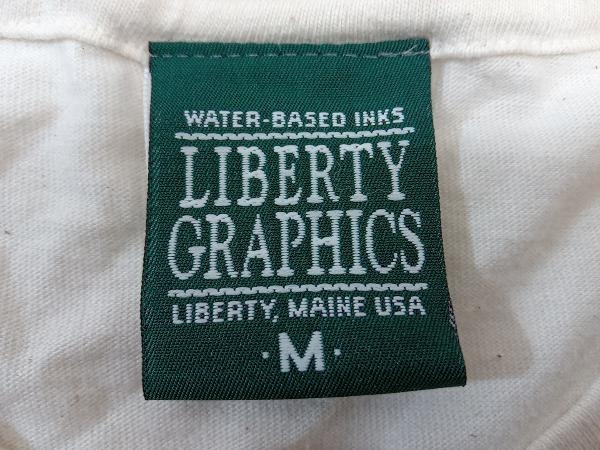 WATER-BASED INKS
LIBERTY
GRAPHICS
LIBERTY, MAINE USA
·M·